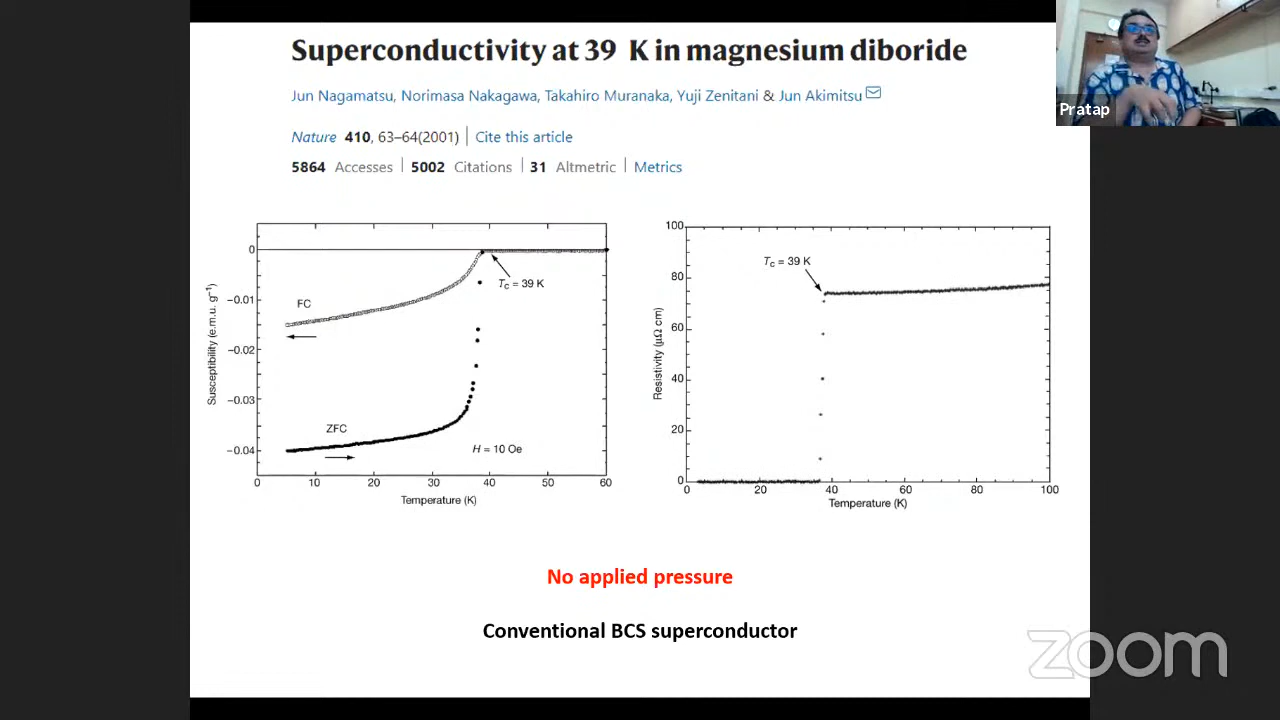 Superconductivity at 39 K in magnesium diboride
Jun Nagamatsu, Norimasa Nakagawa, Takahiro Muranaka, Yuji Zenitani & Jun Akimitsu
Nature 410, 63–64(2001) | Cite this article
5864 Accesses | 5002 Citations | 31 Altmetric | Metrics
Pratap
0
−0.01
−0.02
−0.03
−0.04
Susceptibility (e.m.u. g⁻¹)
FC
ZFC
Tc = 39 K
H = 10 Oe
0 10 20 30 40 50 60
Temperature (K)
100
80
60
40
20
0
Resistivity (μΩ cm)
Tc = 39 K
0 20 40 60 80 100
Temperature (K)
No applied pressure
Conventional BCS superconductor
zoom